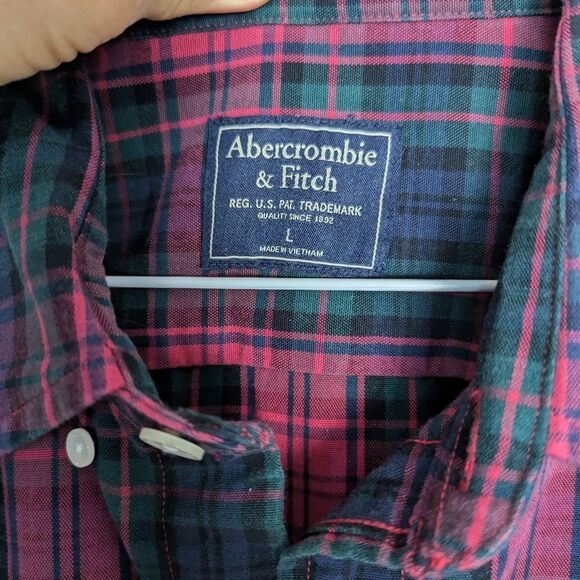 Abercrombie
& Fitch
REG. U.S. PAT. TRADEMARK
QUALITY SINCE 1892
L
MADE IN VIETNAM